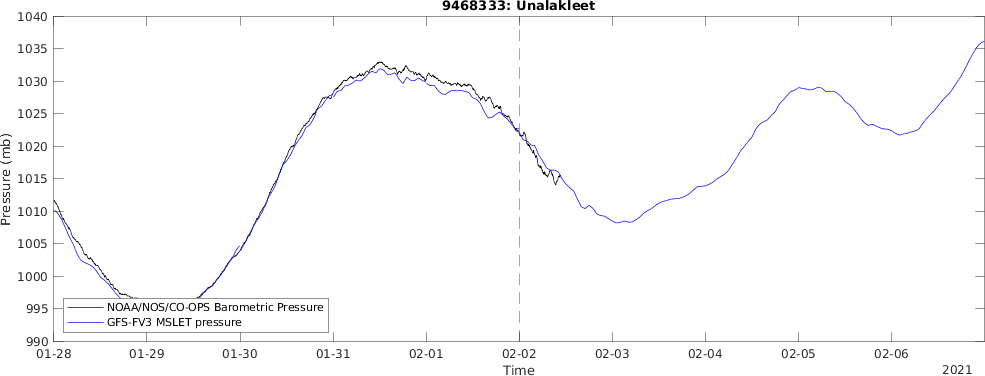 9468333: Unalakleet
1040
1035
1030
1025
1020
1015
1010
1005
1000
995
990
Pressure (mb)
NOAA/NOS/CO-OPS Barometric Pressure
GFS-FV3 MSLET pressure
01-28 01-29 01-30 01-31 02-01 02-02 02-03 02-04 02-05 02-06
Time
2021